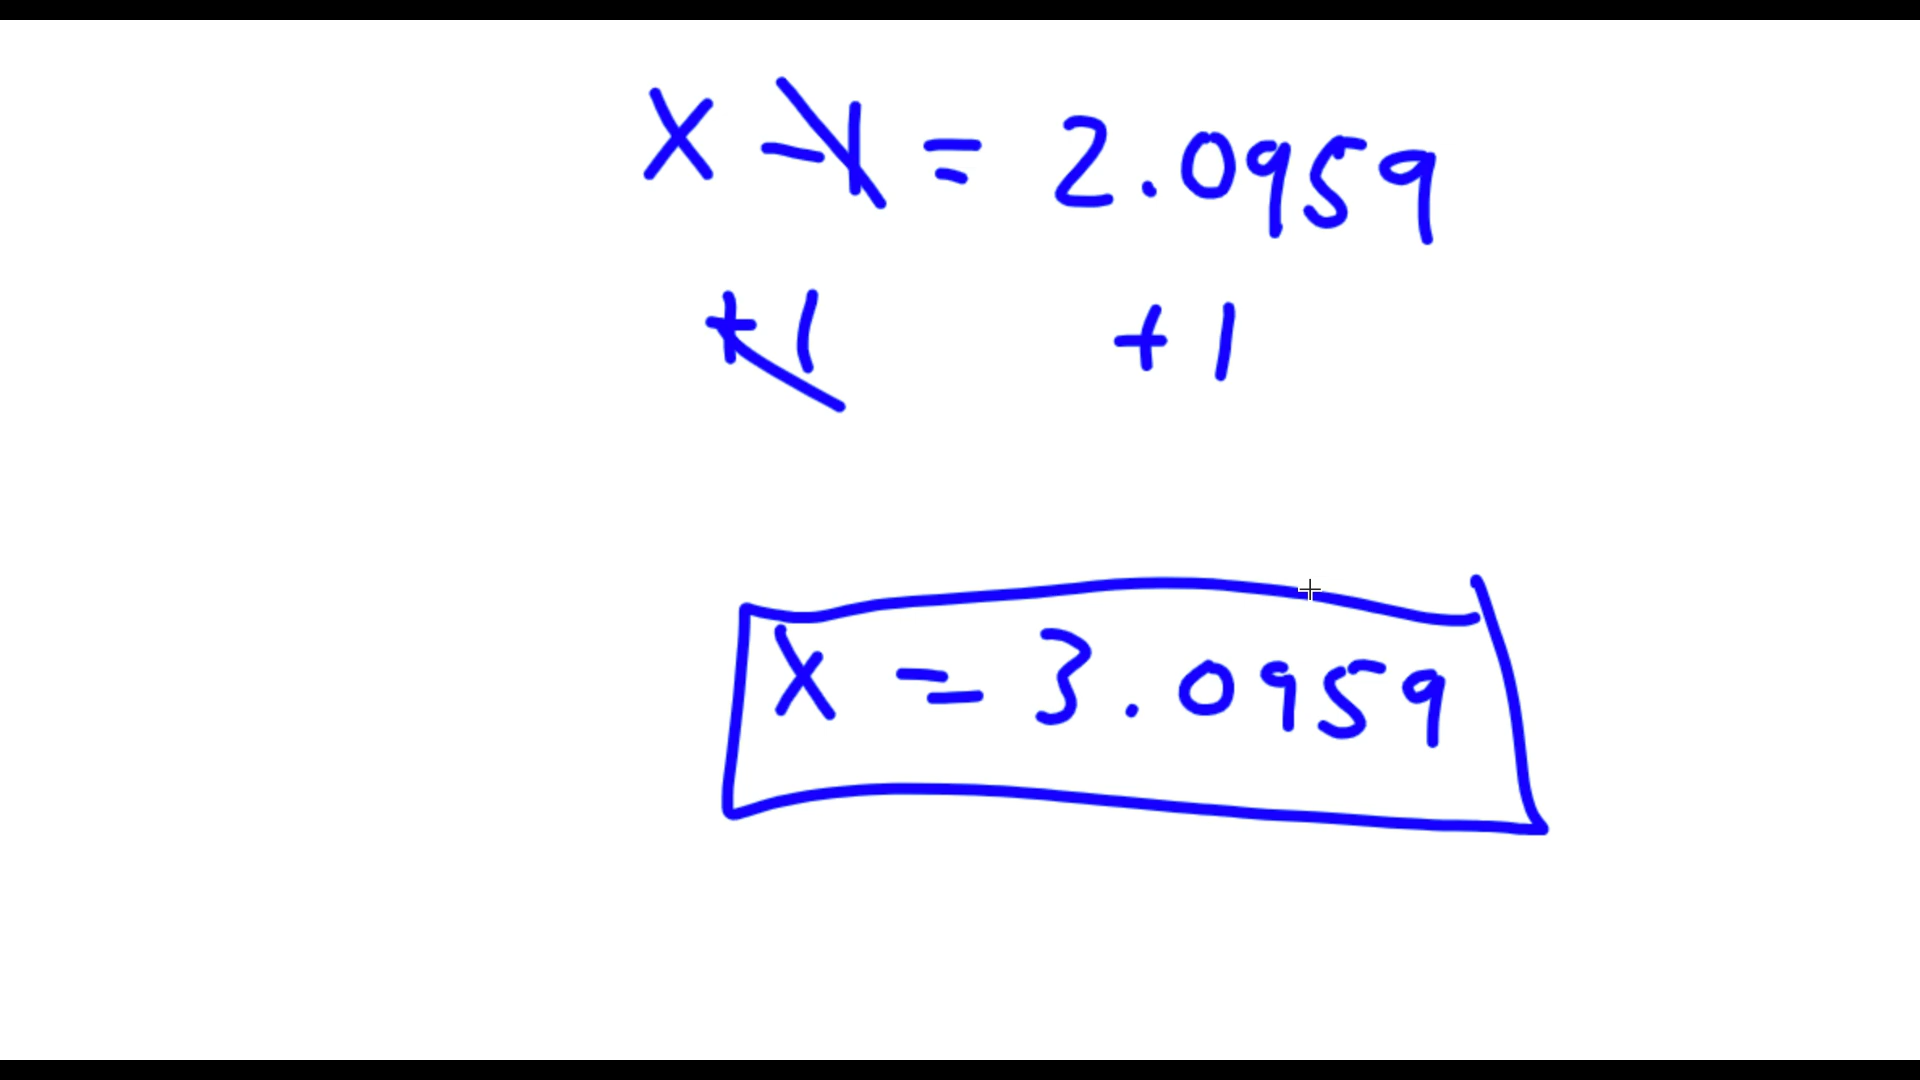 x - 1 = 2.0959
+1 +1
x = 3.0959